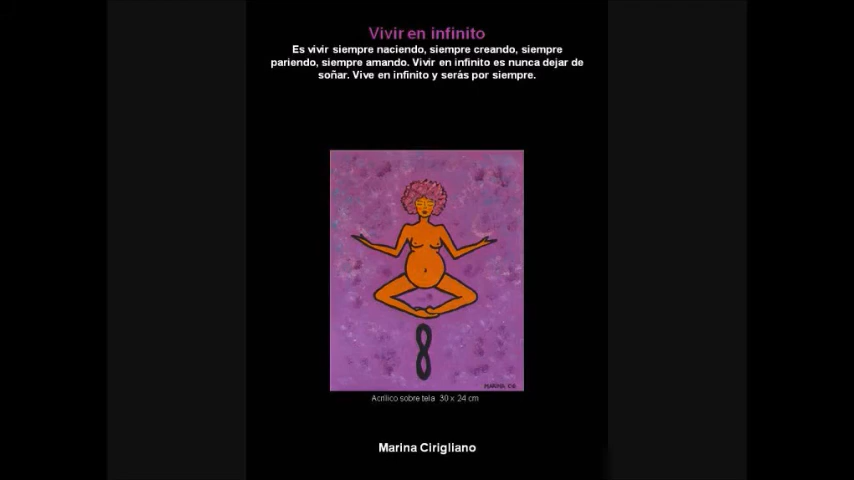 Vivir en infinito
Es vivir siempre naciendo, siempre creando, siempre
pariendo, siempre amando. Vivir en infinito es nunca dejar de
soñar. Vive en infinito y serás por siempre.
Acrílico sobre tela 30 x 24 cm
Marina Cirigliano